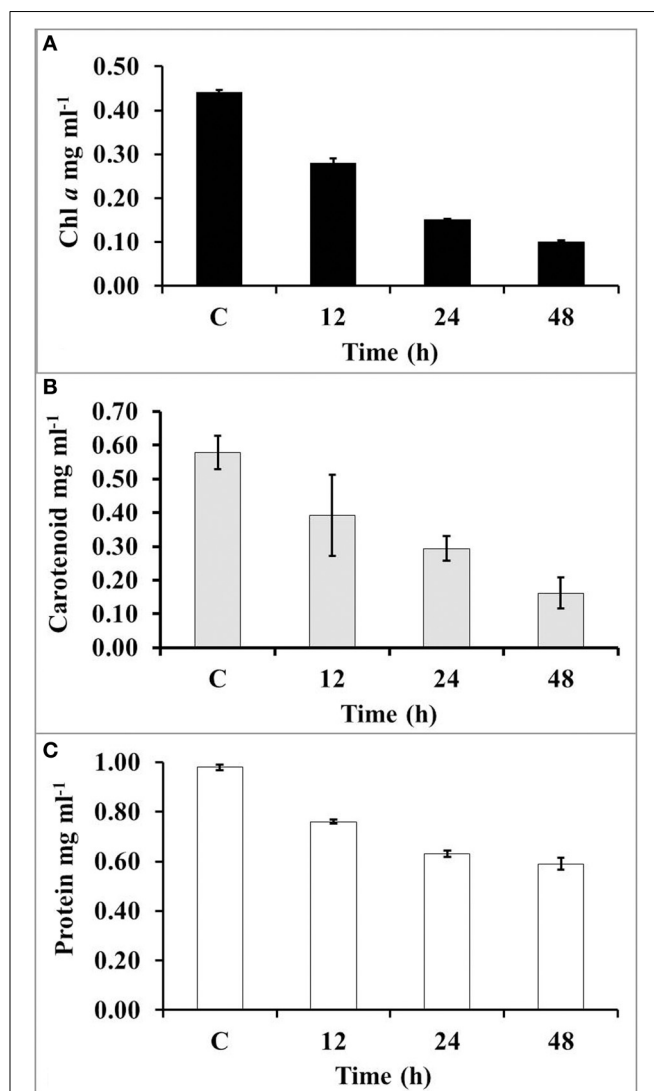 A
0.50
0.40
0.30
0.20
0.10
0.00
Chl a mg ml-1
C 12 24 48
Time (h)
B
0.70
0.60
0.50
0.40
0.30
0.20
0.10
0.00
Carotenoid mg ml-1
C 12 24 48
Time (h)
C
1.00
0.80
0.60
0.40
0.20
0.00
Protein mg ml-1
C 12 24 48
Time (h)